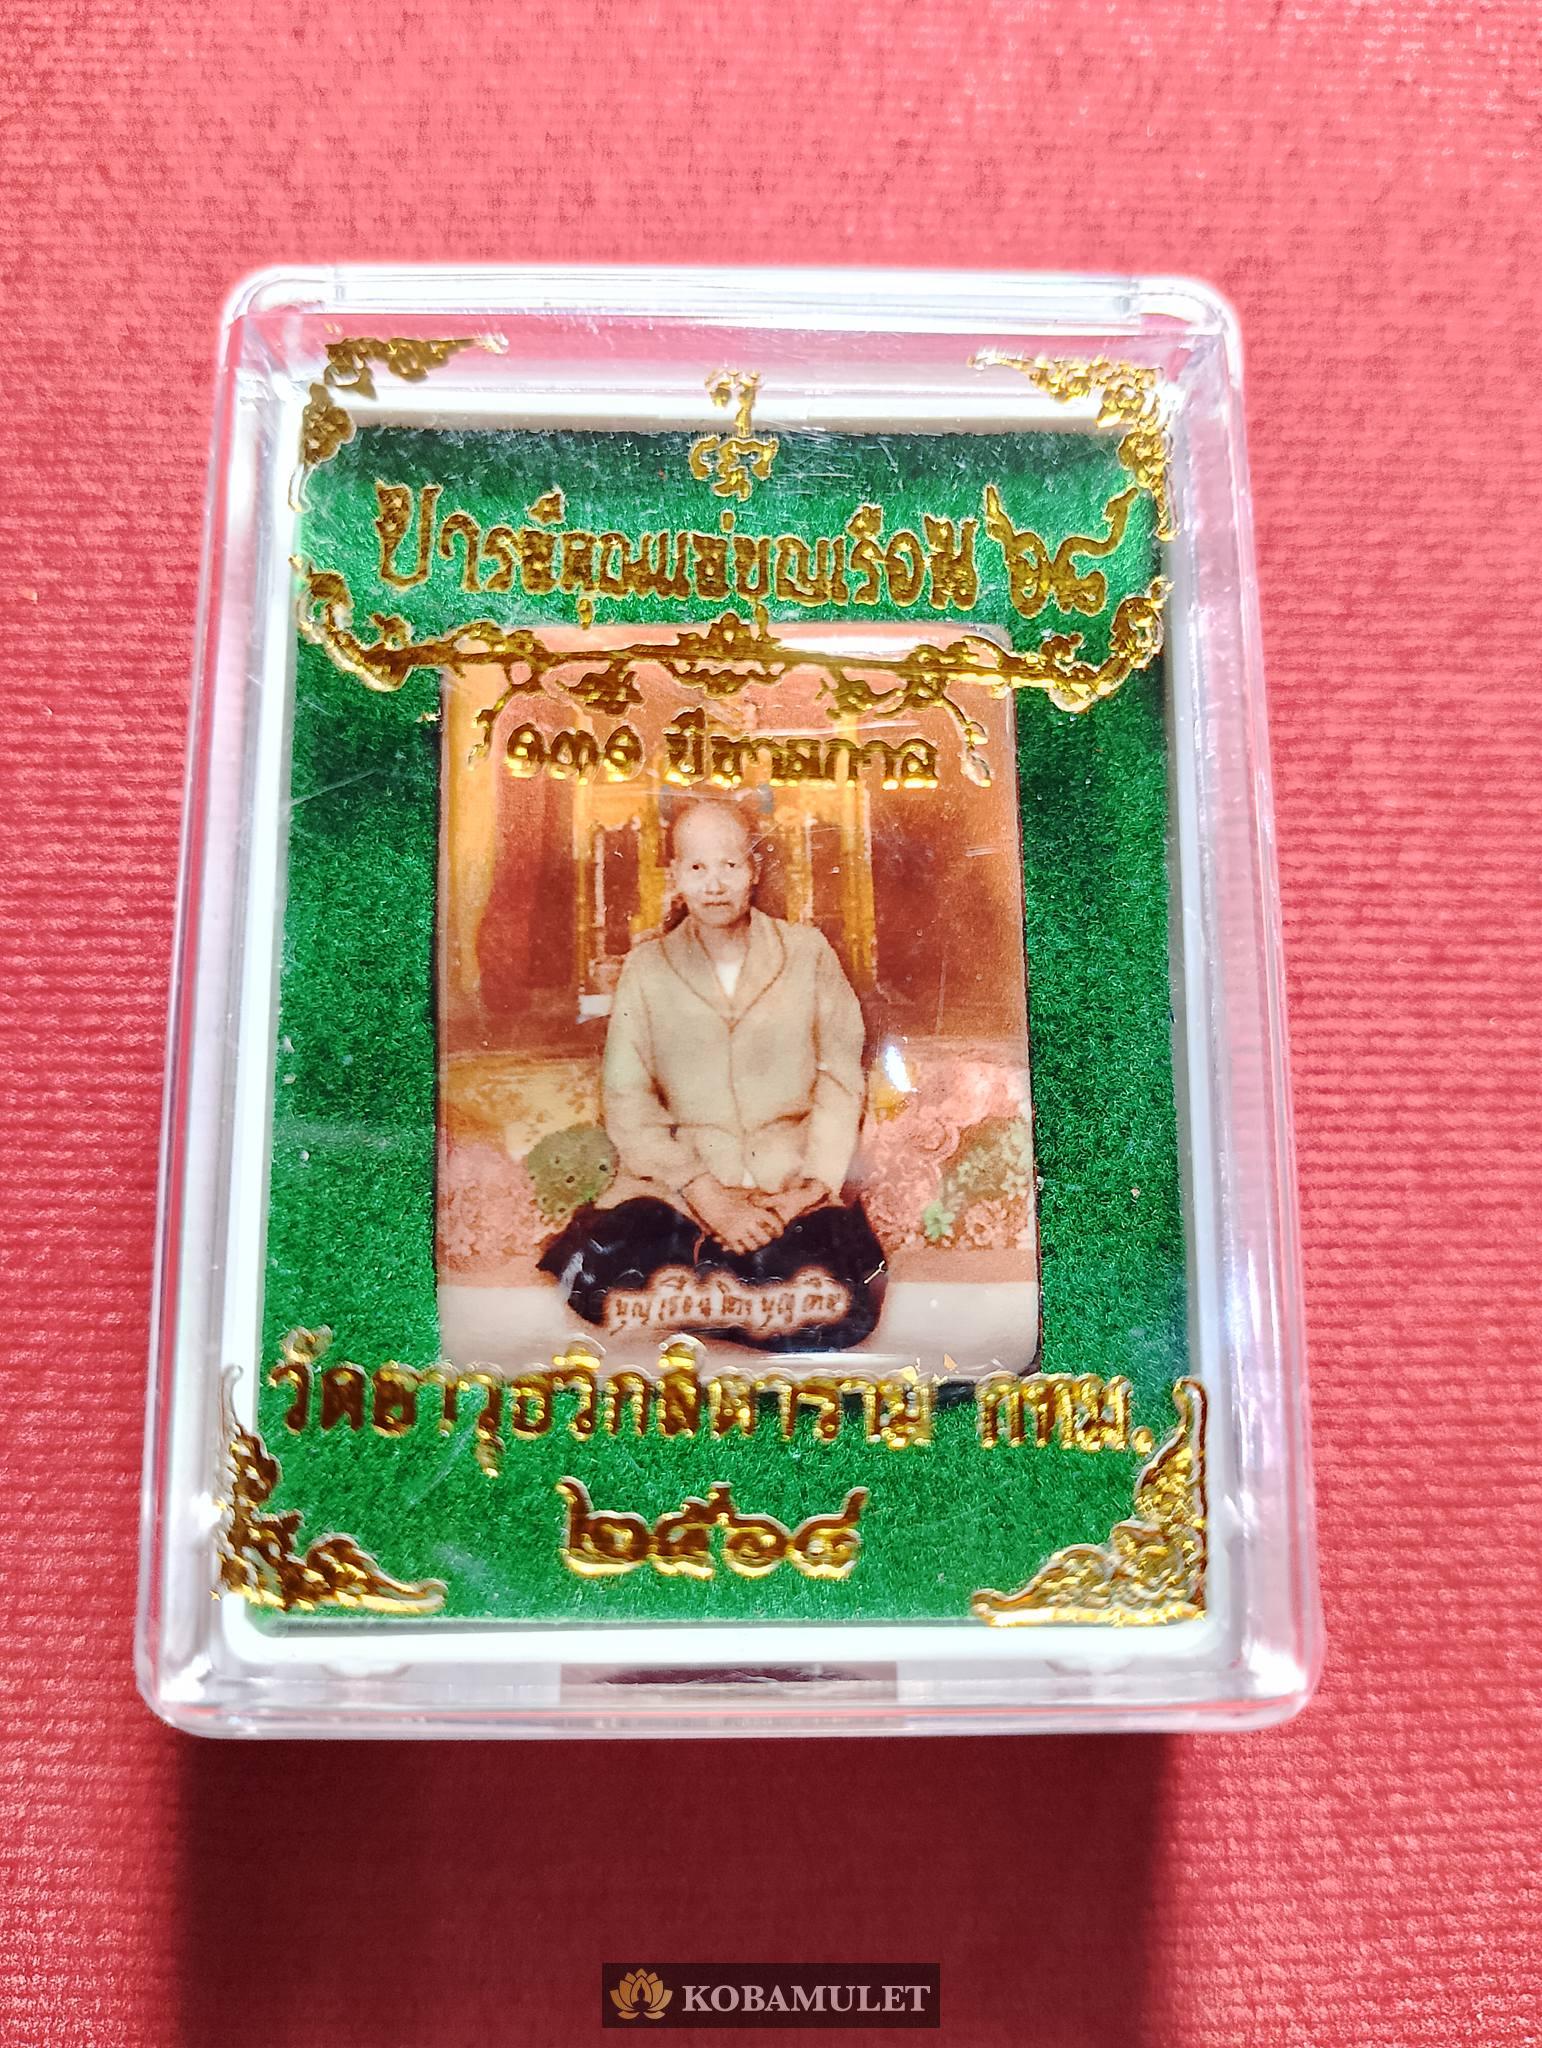 บารมีคุณแม่บุญเรือน ๖๘
๑๓๑ ปีชาตกาล
บุญเรือน โตงบุญเติม
วัดอาวุธวิกสิตาราม กทม.
๒๕๖๘
KOBAMULET